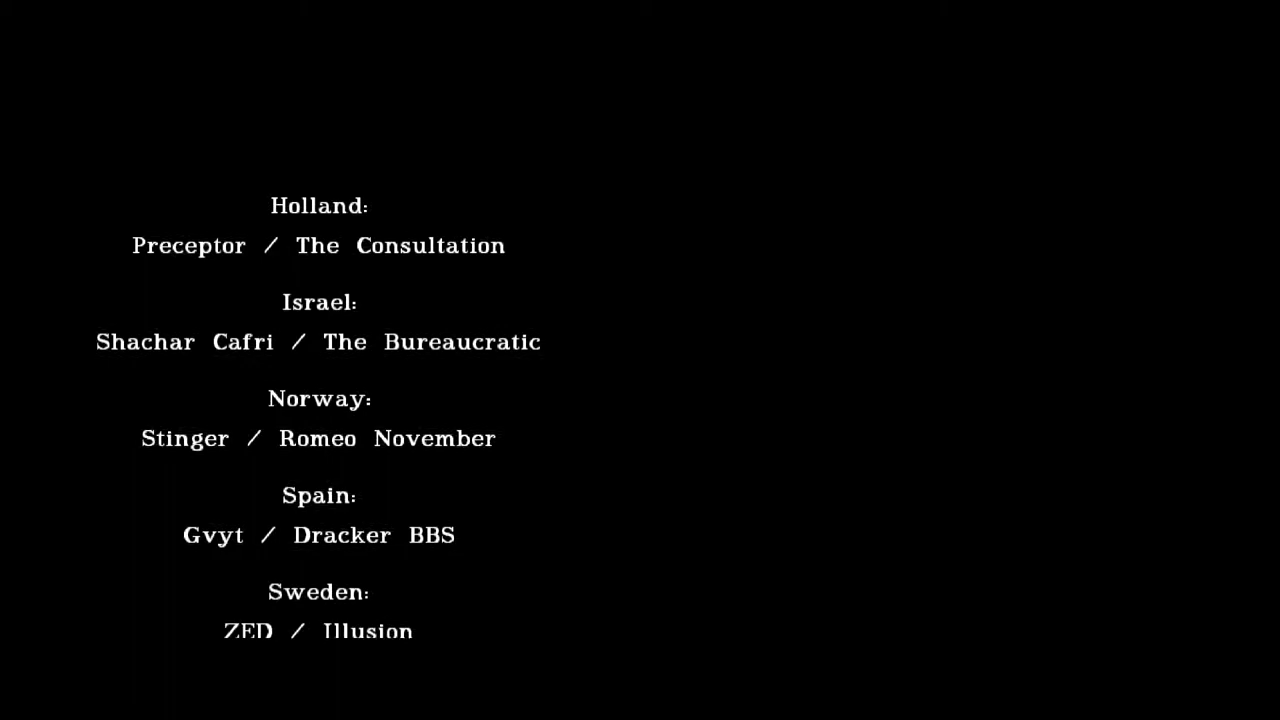 Holland:
Preceptor / The Consultation
Israel:
Shachar Cafri / The Bureaucratic
Norway:
Stinger / Romeo November
Spain:
Gvyt / Dracker BBS
Sweden:
ZED / Illusion